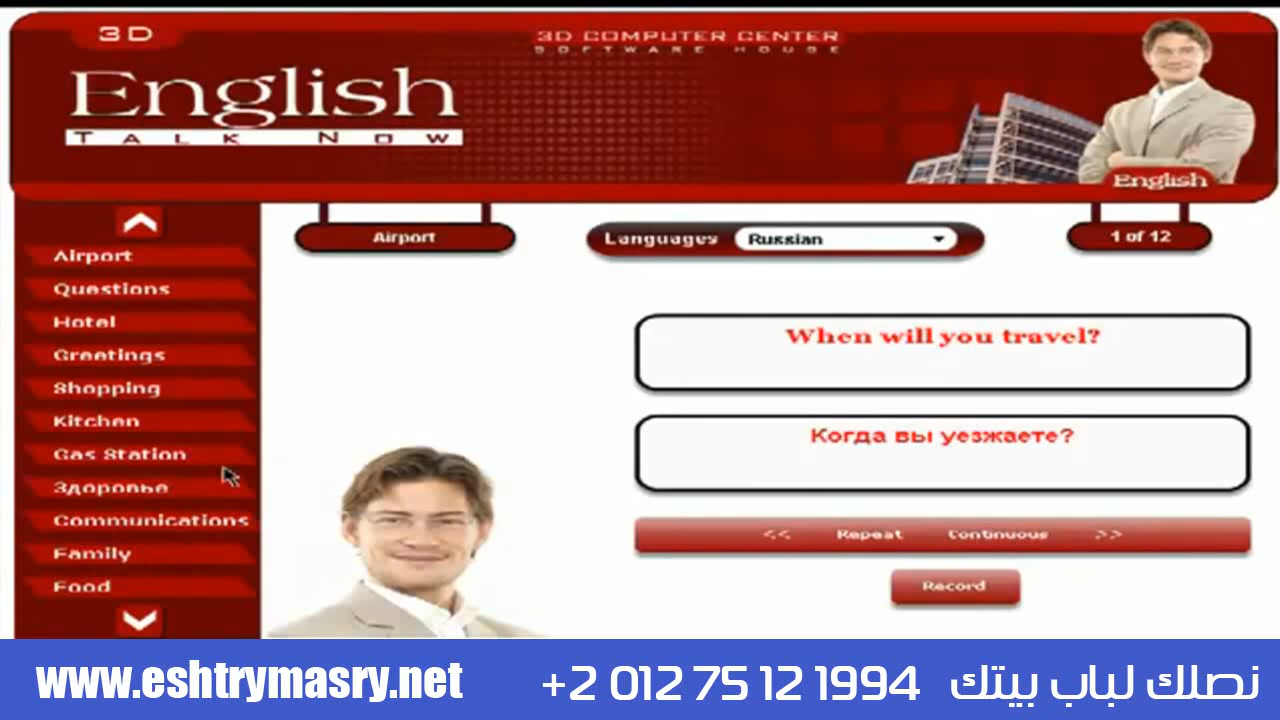 3D
3D COMPUTER CENTER
SOFTWARE HOUSE
English
TALK NOW
English
Airport
Languages Russian
1 of 12
Airport
Questions
Hotel
Greetings
Shopping
Kitchen
Gas Station
Здоровье
Communications
Family
Food
When will you travel?
Когда вы уезжаете?
<< Repeat Continuous >>
Record
www.eshtrymasry.net +2 012 75 12 1994 نصلك لباب بيتك